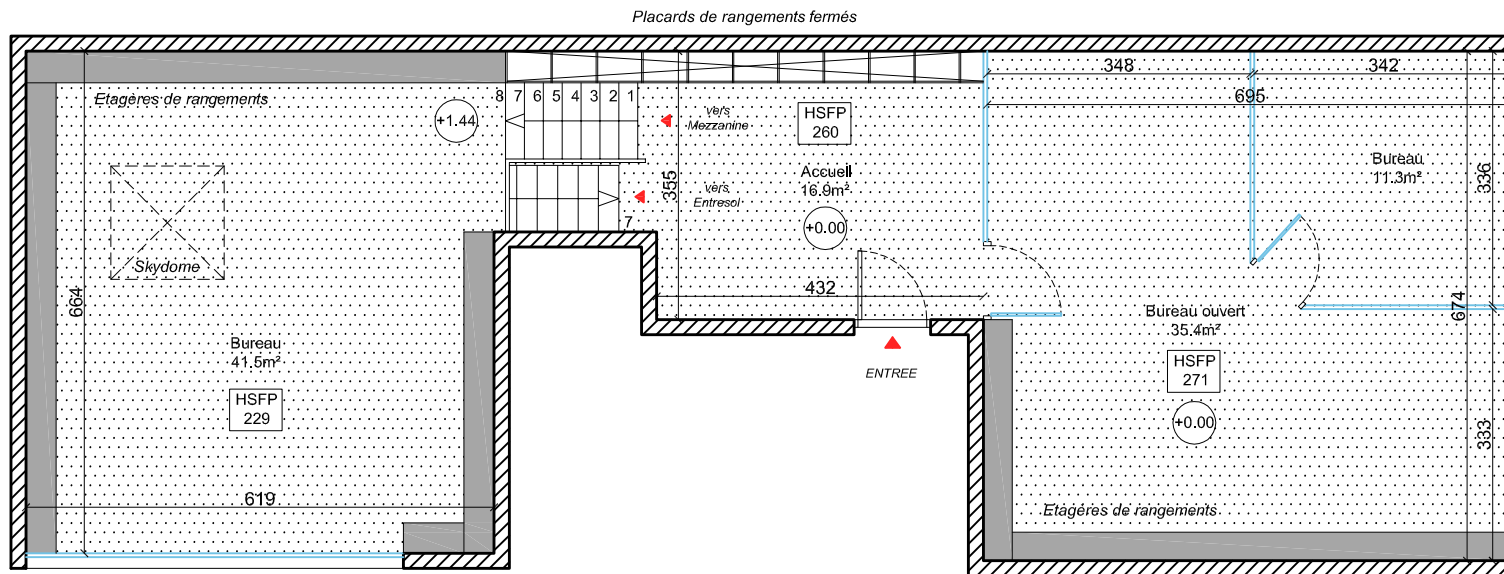 Placards de rangements fermés
348
342
695
Etagères de rangements
8 7 6 5 4 3 2 1
+1.44
vers
Mezzanine
HSFP
260
Bureau
11.3m²
336
355
Accueil
16.9m²
vers
Entresol
7
+0.00
Skydome
664
432
Bureau ouvert
35.4m²
674
Bureau
41.5m²
ENTREE
HSFP
271
HSFP
229
+0.00
333
619
Etagères de rangements